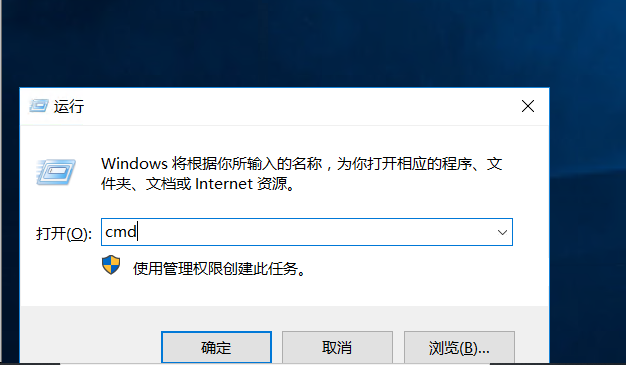 运行
Windows 将根据你所输入的名称，为你打开相应的程序、文
件夹、文档或 Internet 资源。
打开(O): cmd
使用管理权限创建此任务。
确定 取消 浏览(B)...